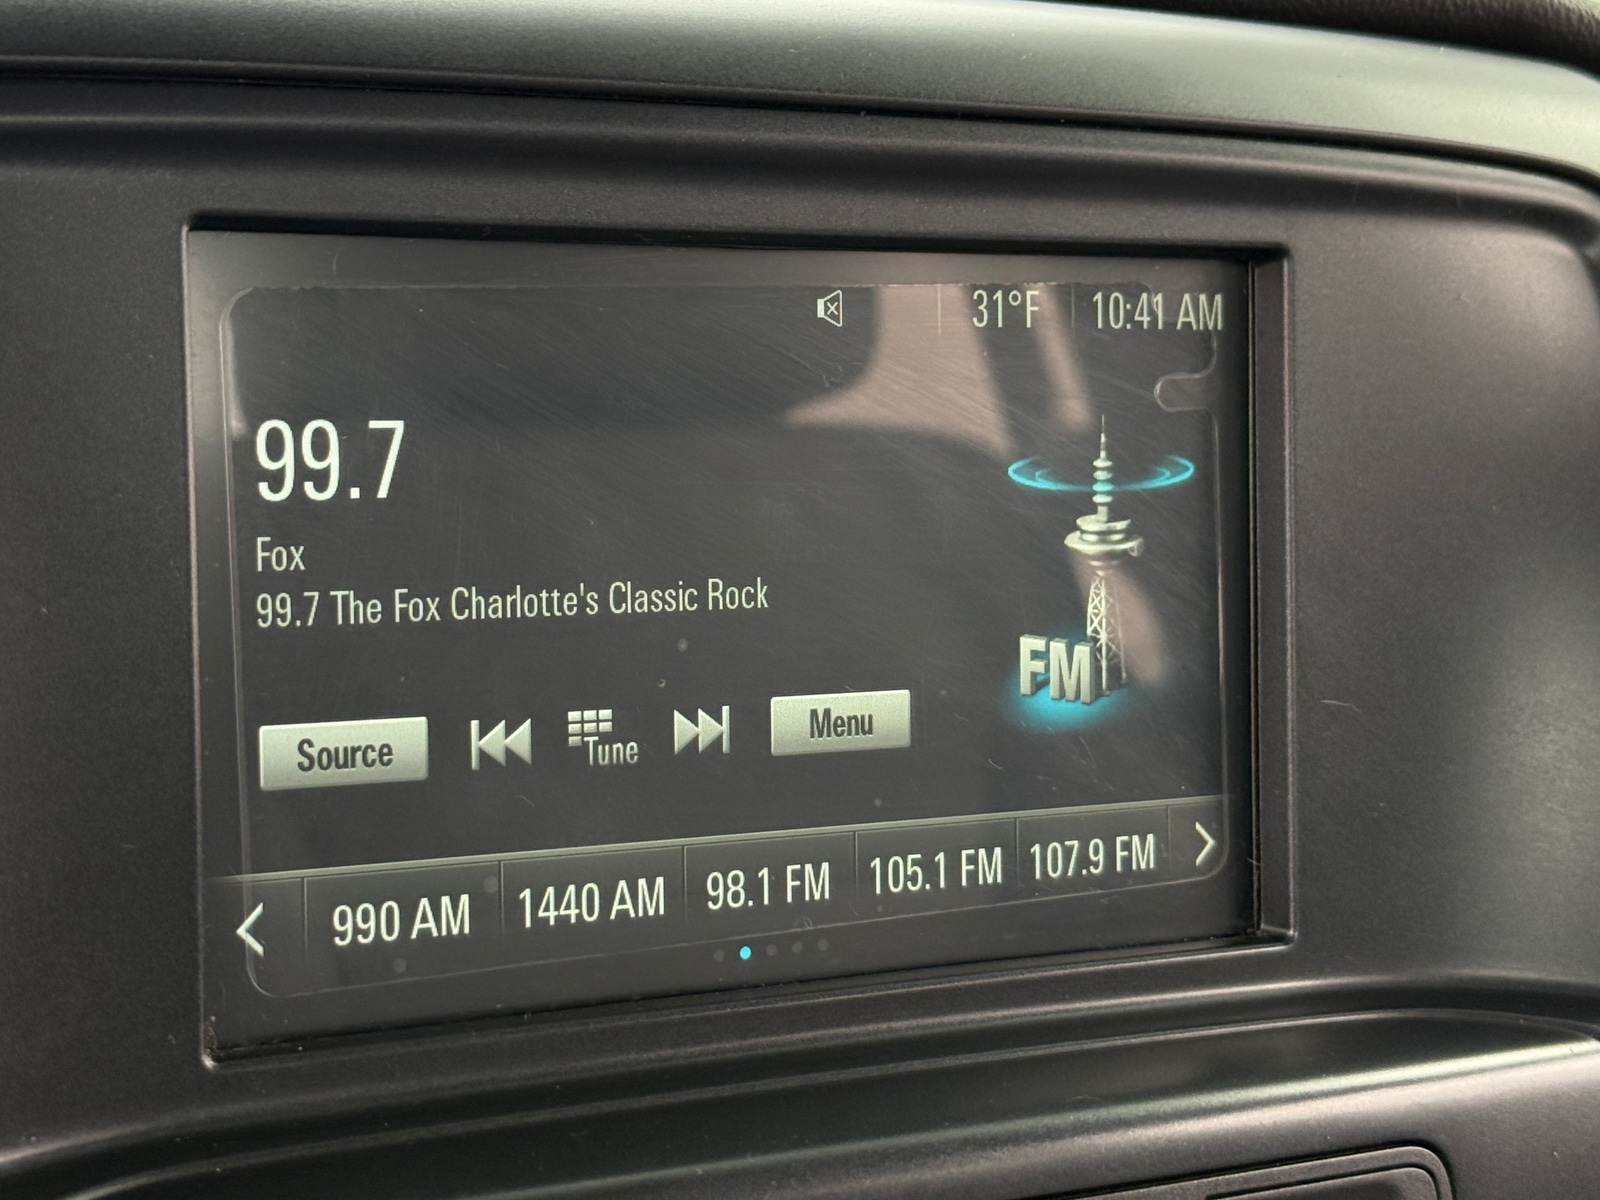 31°F 10:41 AM
99.7
Fox
99.7 The Fox Charlotte's Classic Rock
FM
Source Tune Menu
990 AM 1440 AM 98.1 FM 105.1 FM 107.9 FM